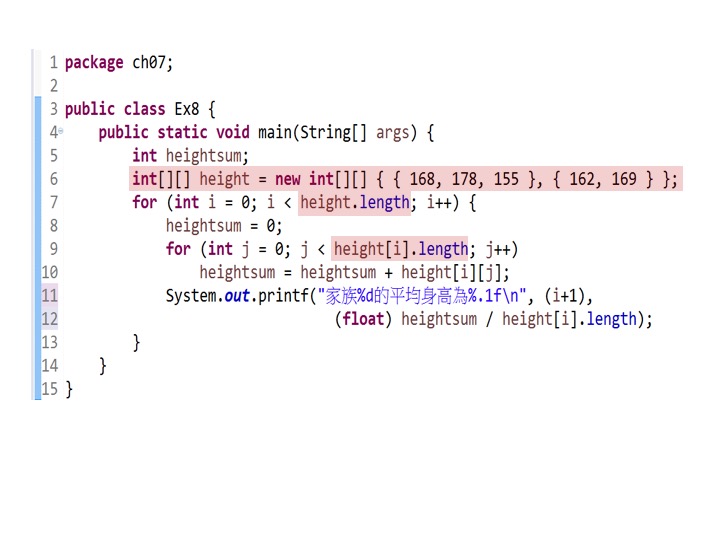 1 package ch07;
2
3 public class Ex8 {
4     public static void main(String[] args) {
5         int heightsum;
6         int[][] height = new int[][] { { 168, 178, 155 }, { 162, 169 } };
7         for (int i = 0; i < height.length; i++) {
8             heightsum = 0;
9             for (int j = 0; j < height[i].length; j++)
10                 heightsum = heightsum + height[i][j];
11             System.out.printf("家族%d的平均身高為%.1f\n", (i+1),
12                                 (float) heightsum / height[i].length);
13         }
14     }
15 }